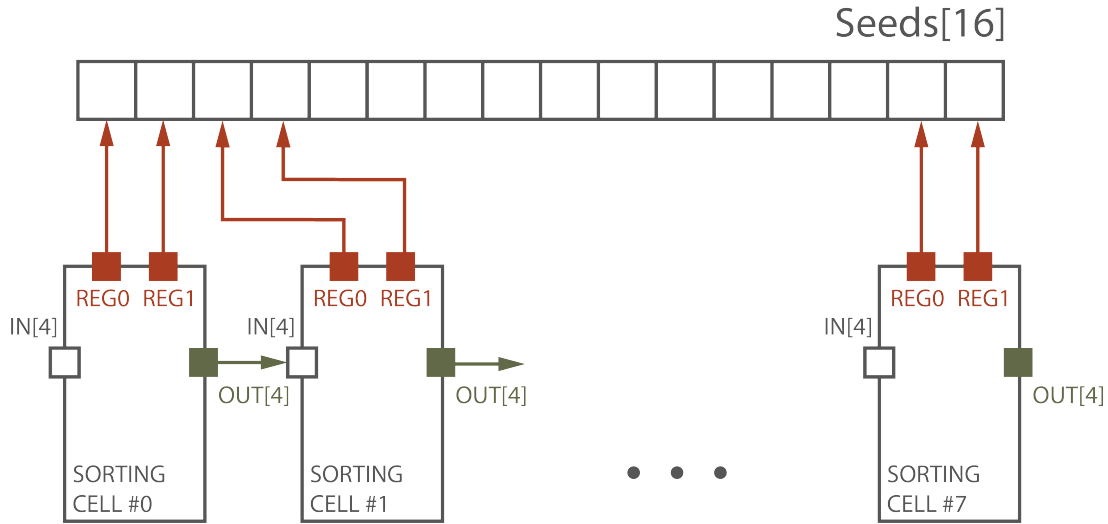 Seeds[16]
REG0 REG1
REG0 REG1
REG0 REG1
IN[4]
IN[4]
IN[4]
OUT[4]
OUT[4]
OUT[4]
SORTING
CELL #0
SORTING
CELL #1
SORTING
CELL #7